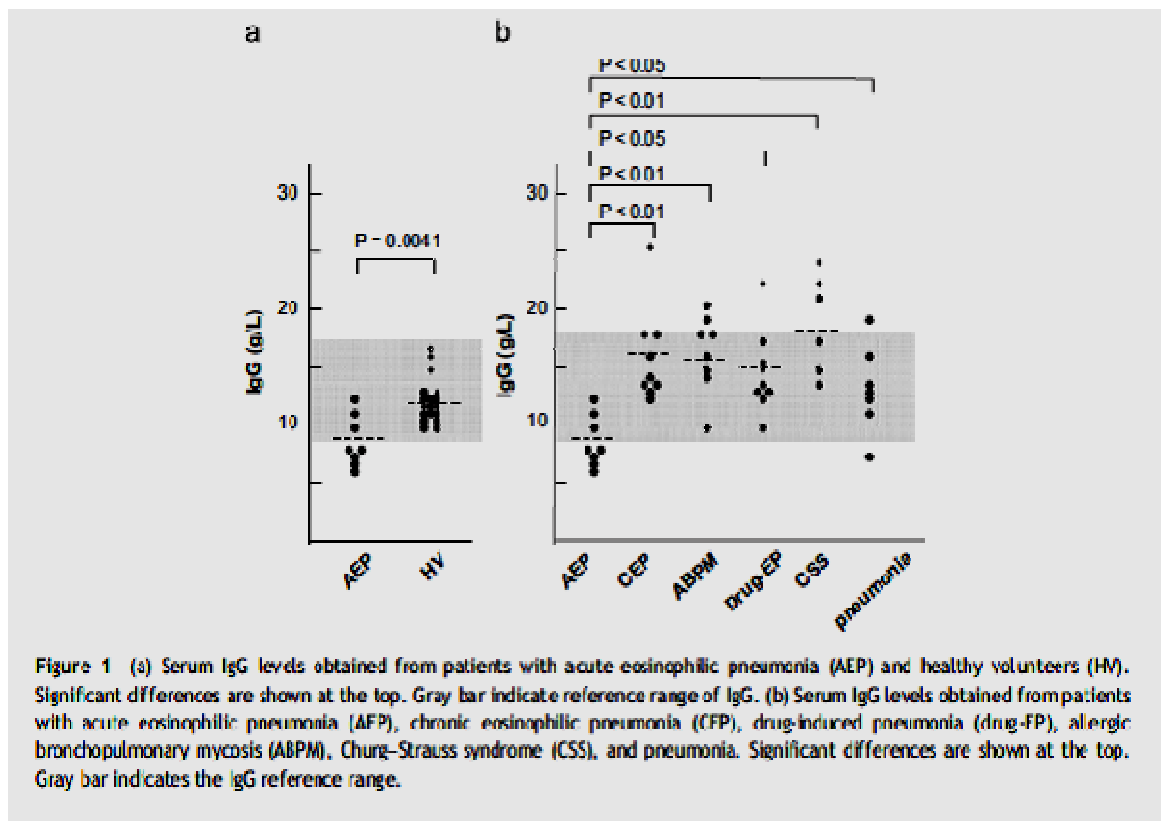 a
b
P < 0.05
P < 0.01
P < 0.05
P < 0.01
P < 0.01
P = 0.0041
30
20
10
IgG (g/L)
AEP
HV
30
20
10
IgG (g/L)
AEP
CEP
ABPM
drug-EP
CSS
pneumonia
Figure 1 (a) Serum IgG levels obtained from patients with acute eosinophilic pneumonia (AEP) and healthy volunteers (HV).
Significant differences are shown at the top. Gray bar indicate reference range of IgG. (b) Serum IgG levels obtained from patients
with acute eosinophilic pneumonia (AEP), chronic eosinophilic pneumonia (CEP), drug-induced pneumonia (drug-EP), allergic
bronchopulmonary mycosis (ABPM), Churg–Strauss syndrome (CSS), and pneumonia. Significant differences are shown at the top.
Gray bar indicates the IgG reference range.